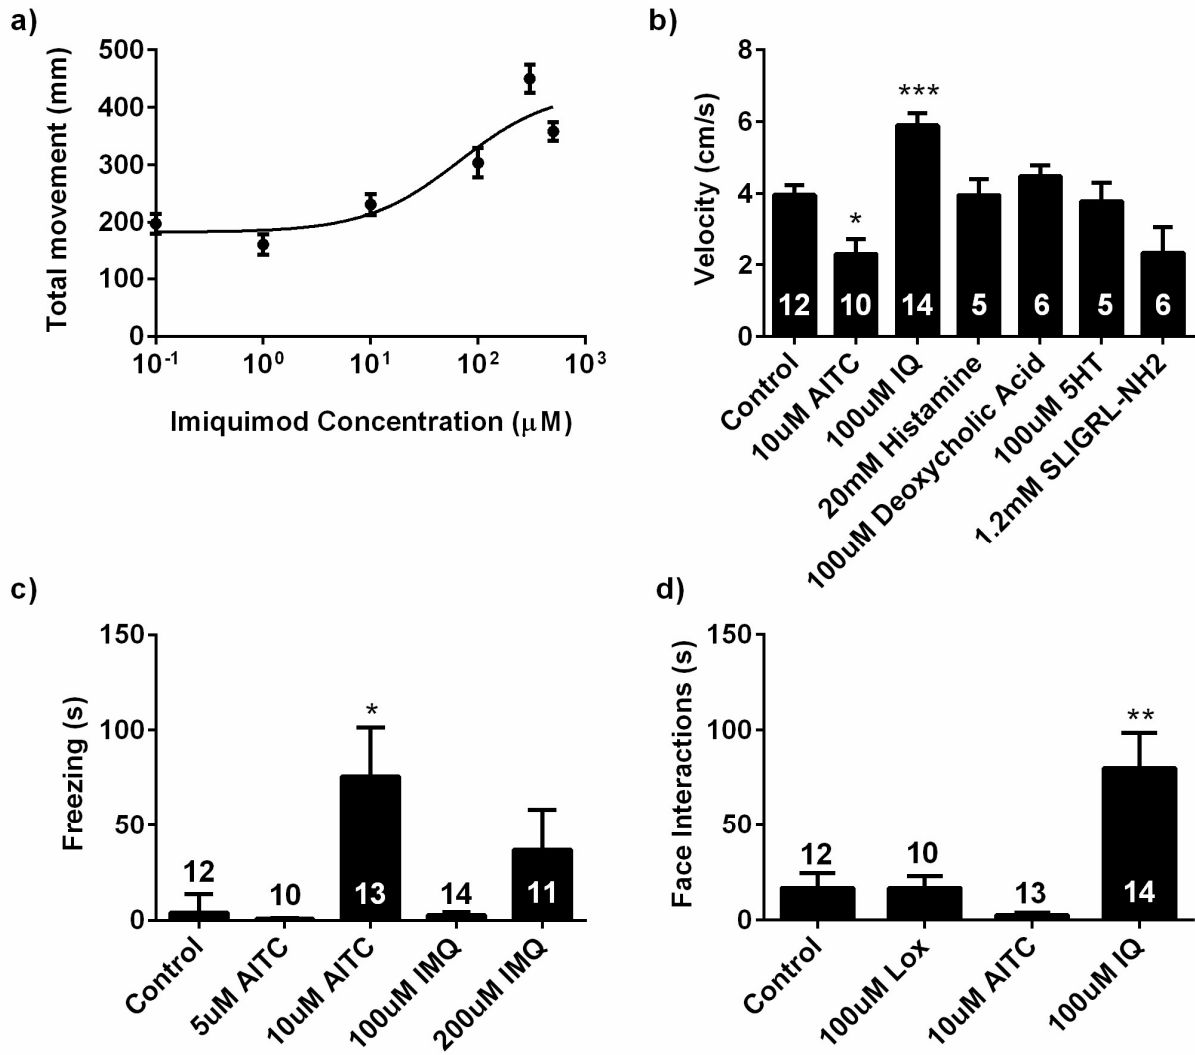 a)
Total movement (mm)
500
400
300
200
100
0
10-1
100
101
102
103
Imiquimod Concentration (μM)
b)
Velocity (cm/s)
8
6
4
2
0
***
*
12
10
14
5
6
5
6
Control
10uM AITC
100uM IQ
20mM Histamine
100uM Deoxycholic Acid
100uM 5HT
1.2mM SLIGRL-NH2
c)
Freezing (s)
150
100
50
0
*
12
10
13
14
11
Control
5uM AITC
10uM AITC
100uM IMQ
200uM IMQ
d)
Face Interactions (s)
150
100
50
0
**
12
10
13
14
Control
100uM Lox
10uM AITC
100uM IQ